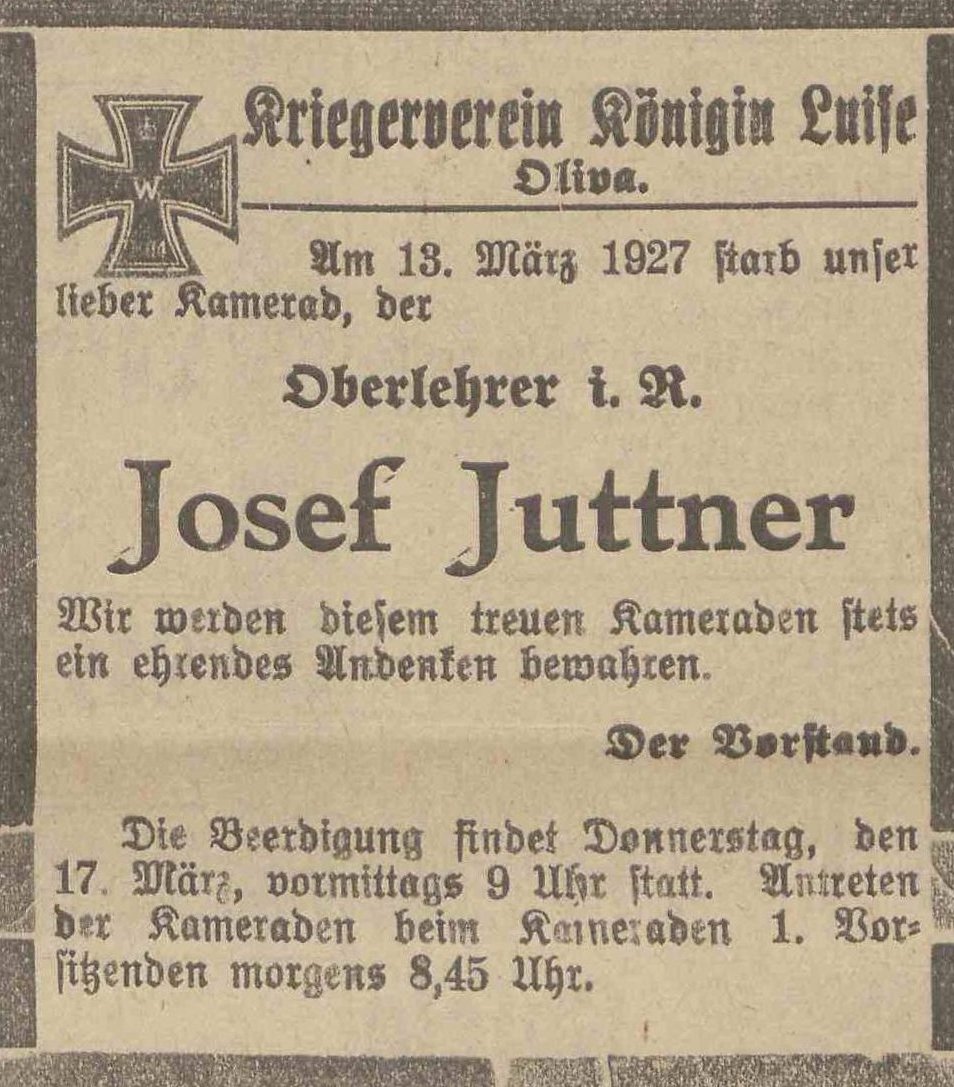 Kriegerverein Königin Luise
Oliva.
W
Am 13. März 1927 starb unser
lieber Kamerad, der
Oberlehrer i. R.
Josef Juttner
Wir werden diesem treuen Kameraden stets
ein ehrendes Andenken bewahren.
Der Vorstand.
Die Beerdigung findet Donnerstag, den
17. März, vormittags 9 Uhr statt. Antreten
der Kameraden beim Kameraden 1. Vor-
sitzenden morgens 8,45 Uhr.